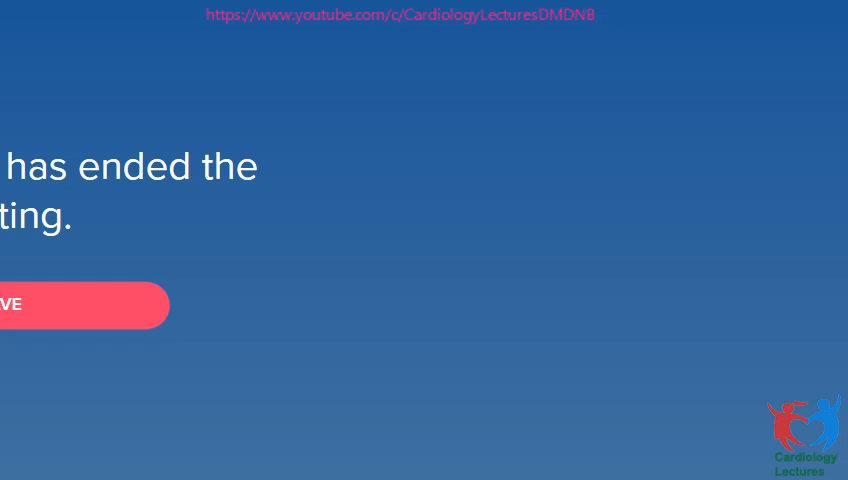 https://www.youtube.com/c/CardiologyLecturesDMDNB
has ended the
ting.
VE
Cardiology
Lectures